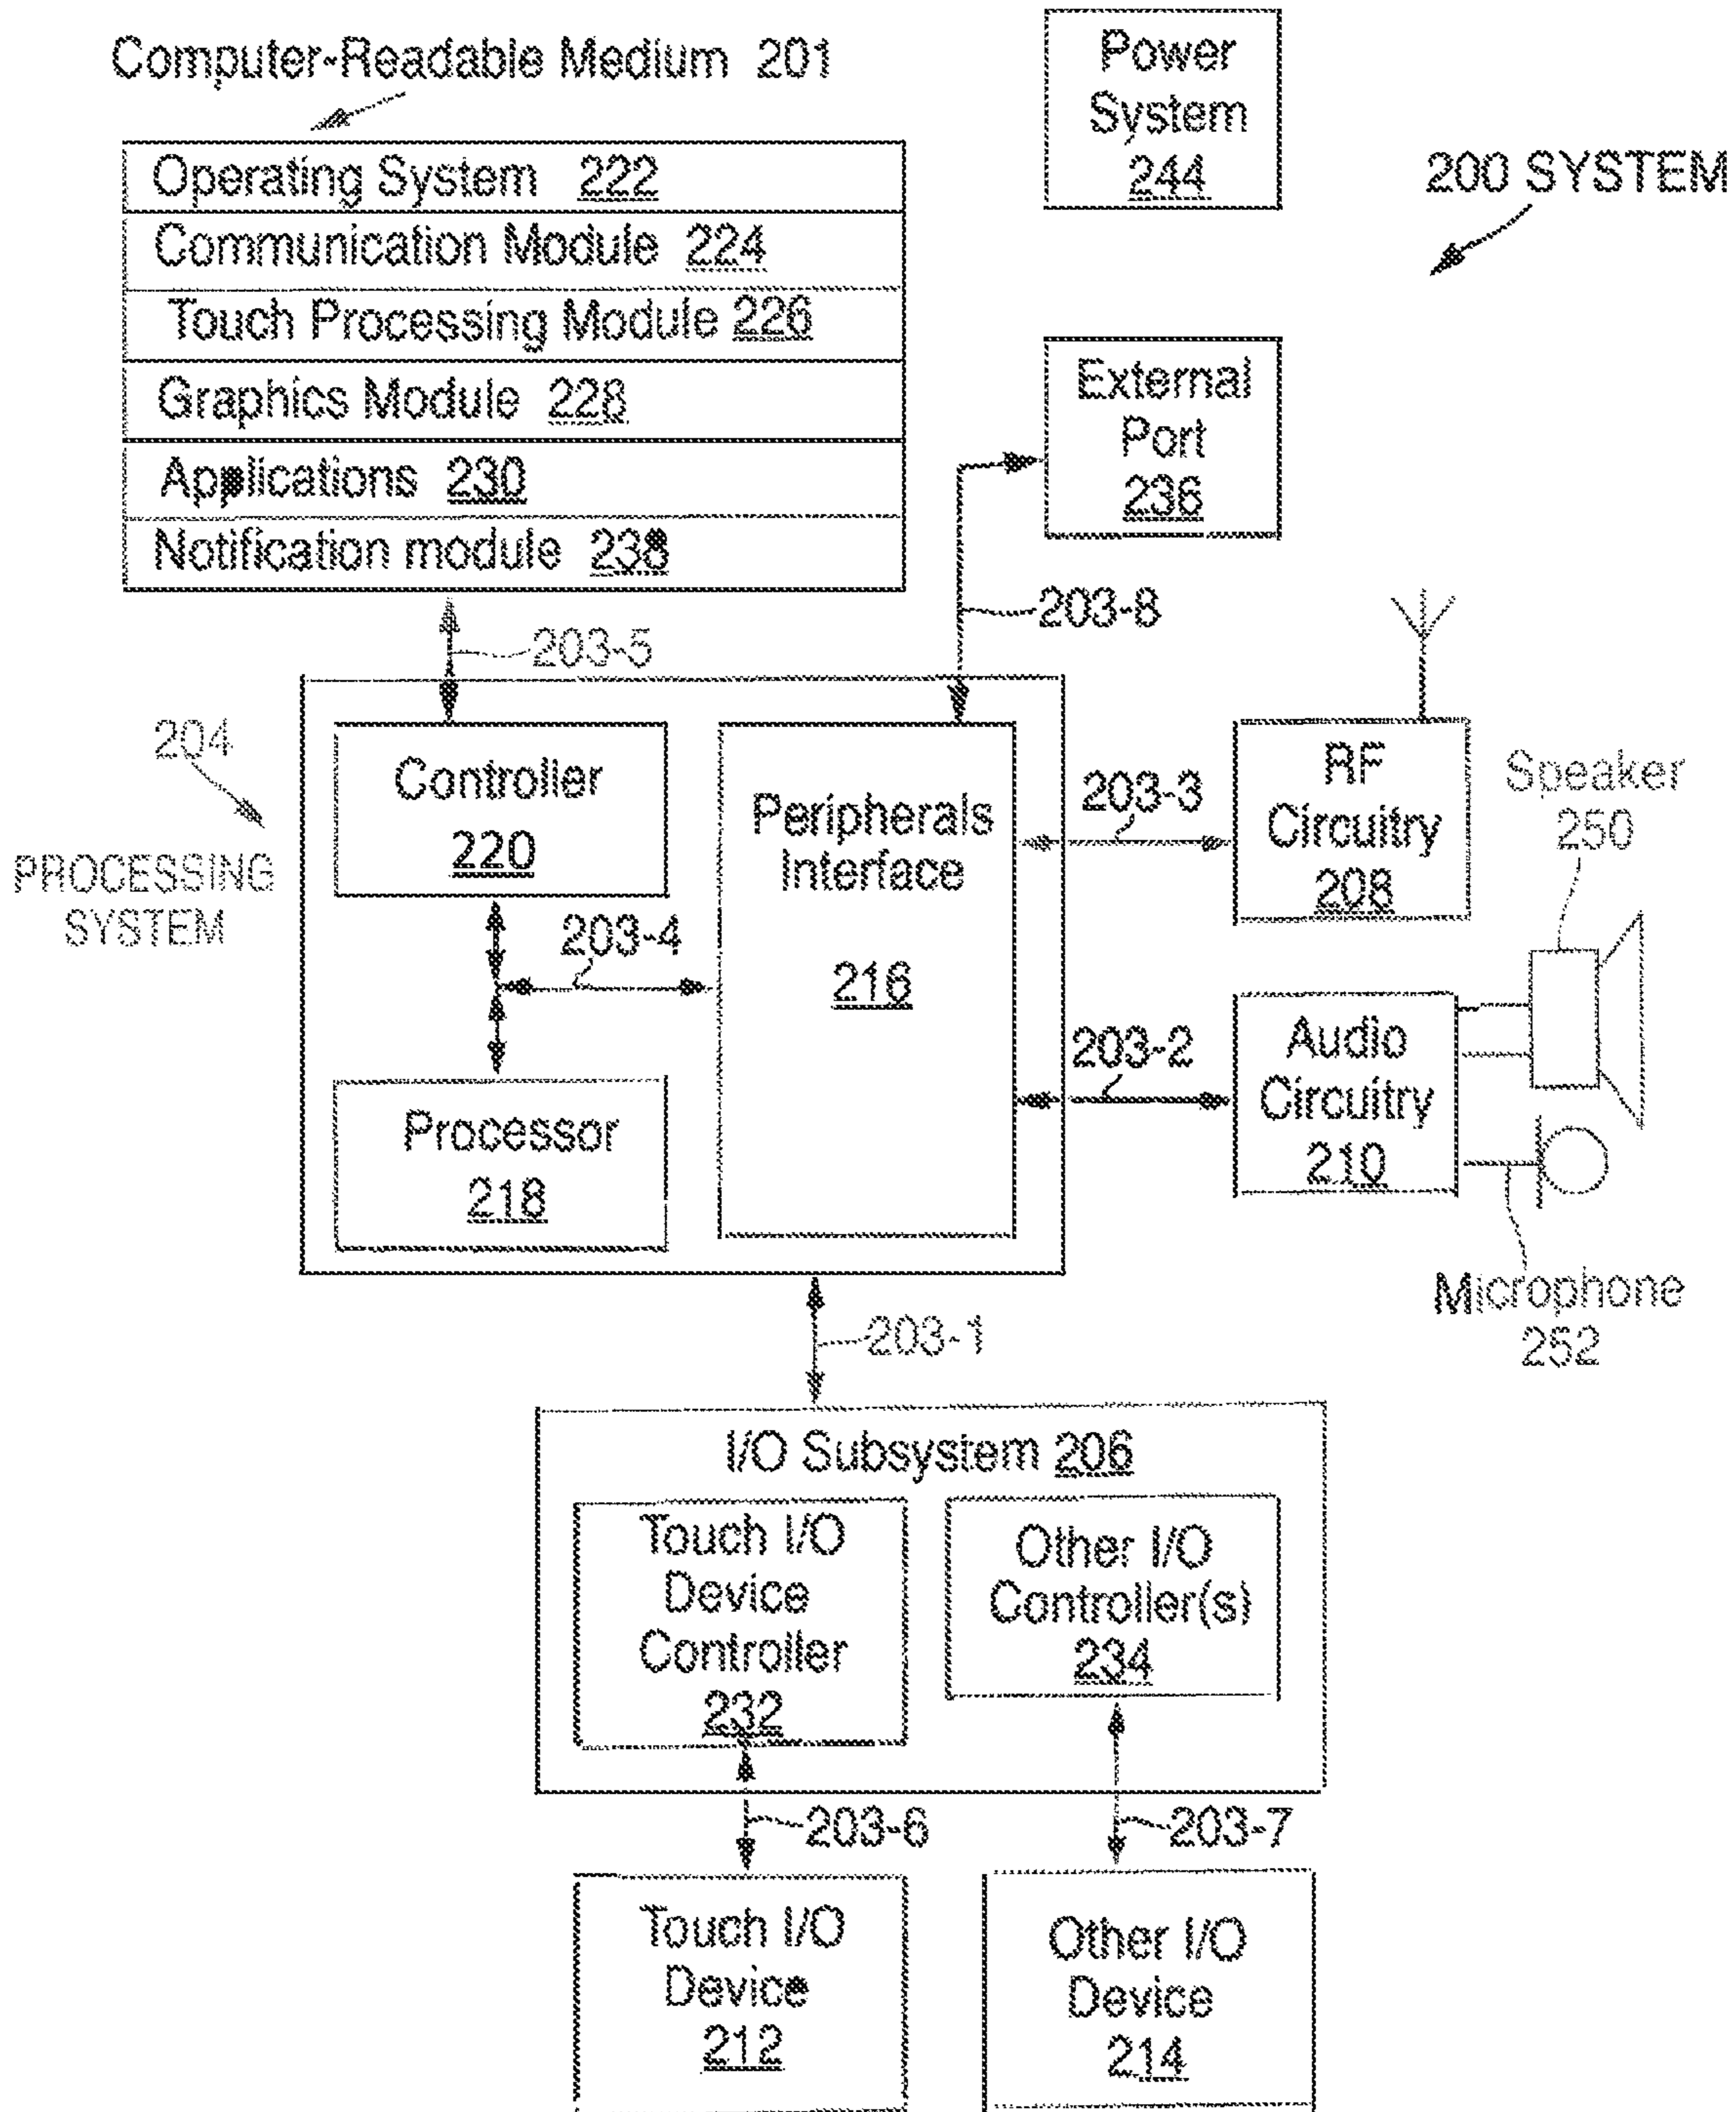 Computer-Readable Medium 201
Operating System 222
Communication Module 224
Touch Processing Module 226
Graphics Module 228
Applications 230
Notification module 238
Power
System
244
200 SYSTEM
External
Port
236
203-8
203-5
204
PROCESSING
SYSTEM
Controller
220
203-4
Processor
218
Peripherals
Interface
216
203-3
RF
Circuitry
208
Speaker
250
203-2
Audio
Circuitry
210
Microphone
252
203-1
I/O Subsystem 206
Touch I/O
Device
Controller
232
Other I/O
Controller(s)
234
203-6
203-7
Touch I/O
Device
212
Other I/O
Device
214